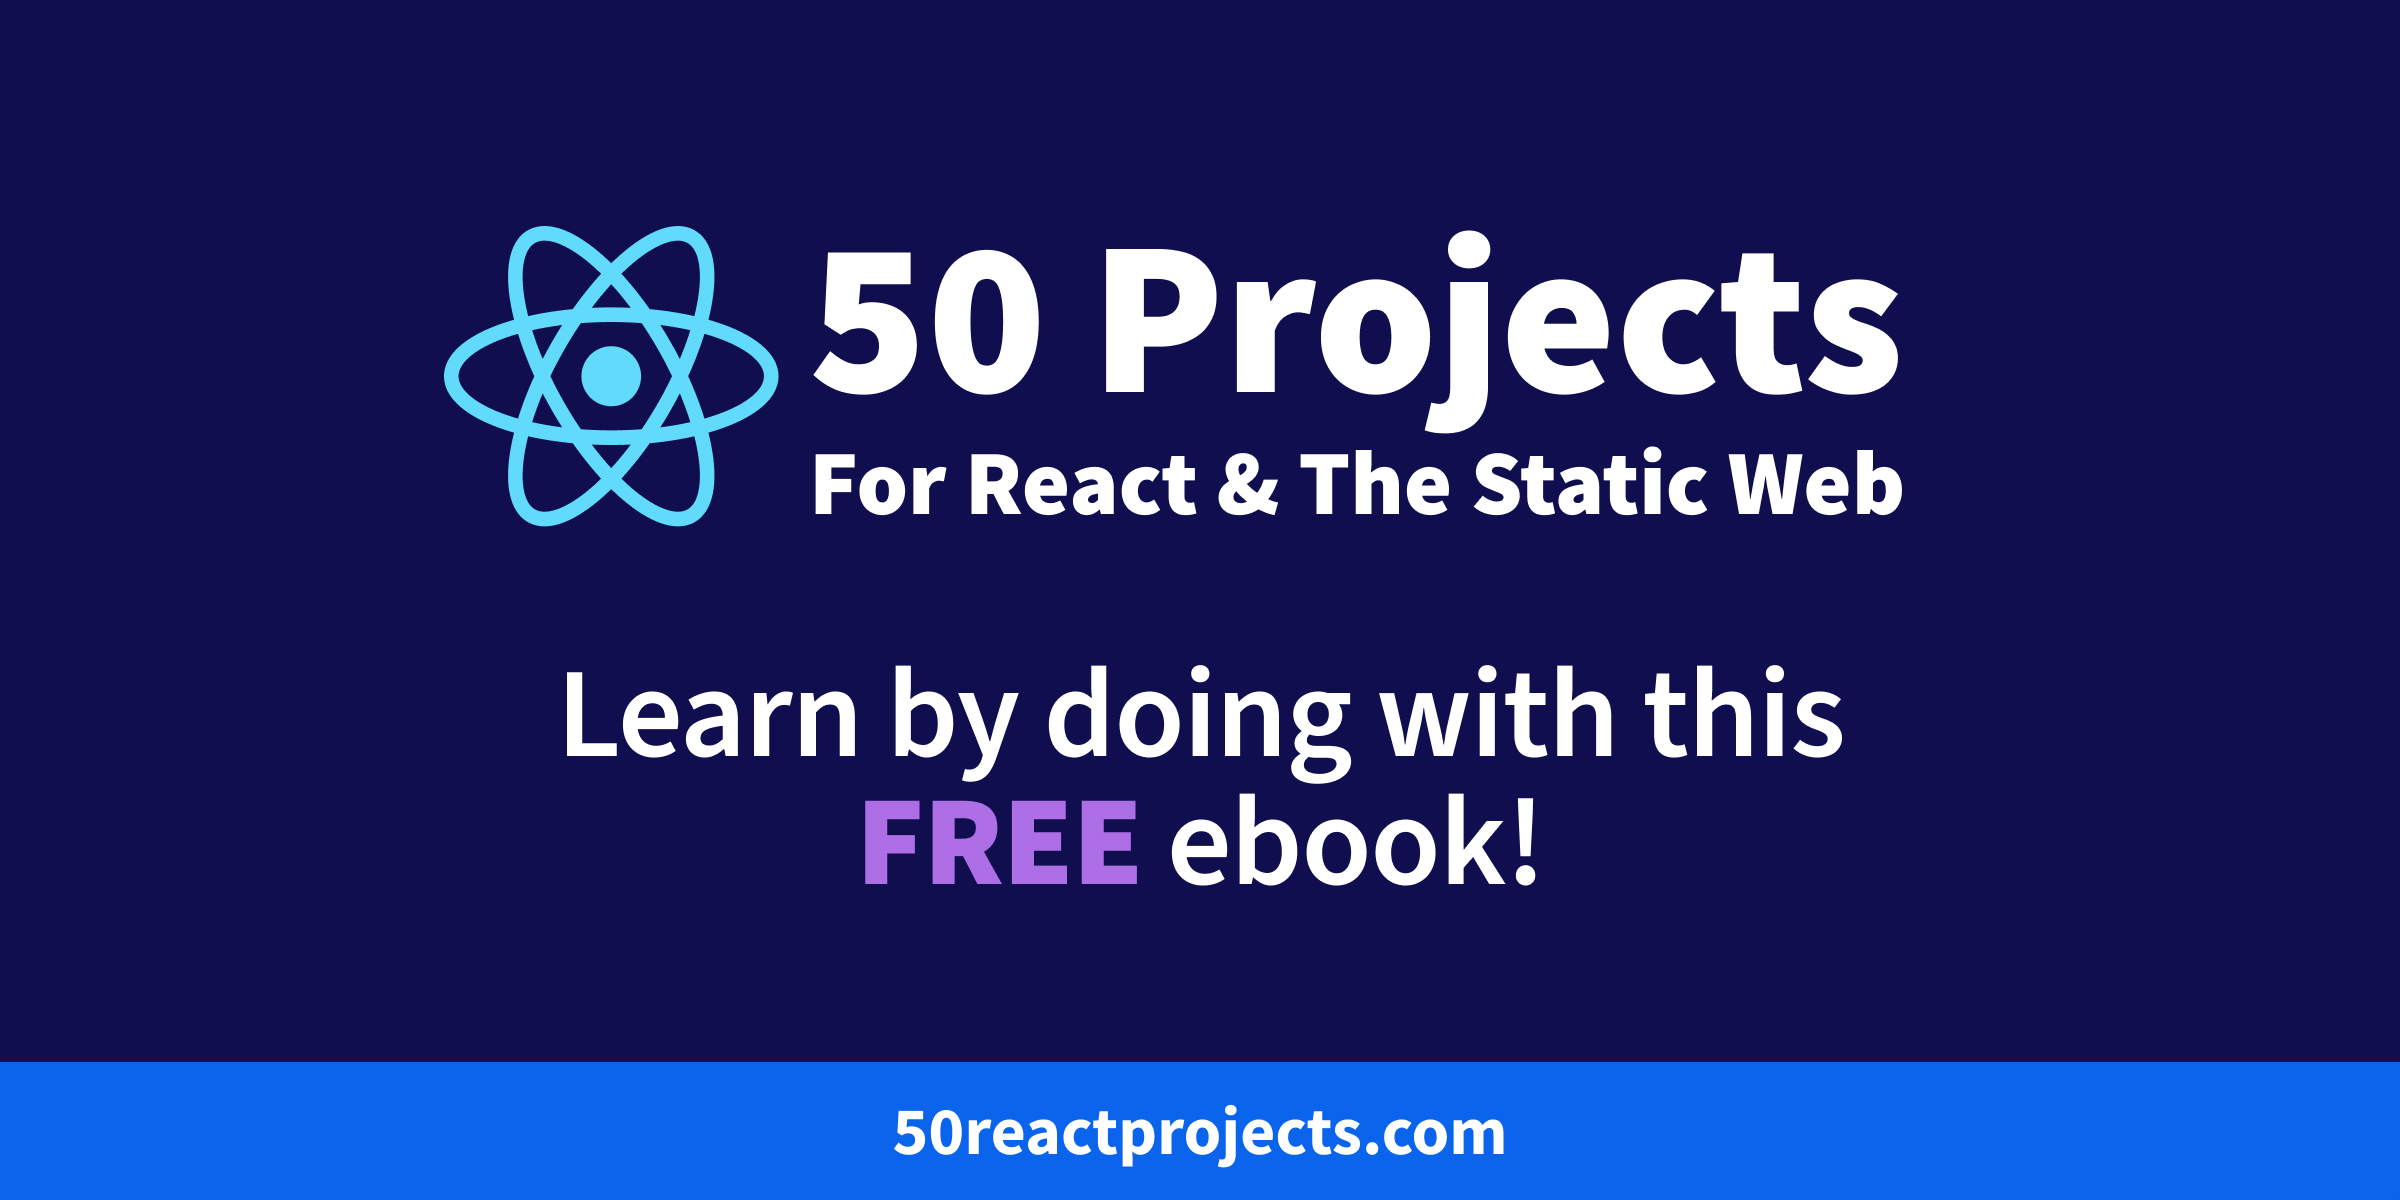 50 Projects
For React & The Static Web
Learn by doing with this
FREE ebook!
50reactprojects.com